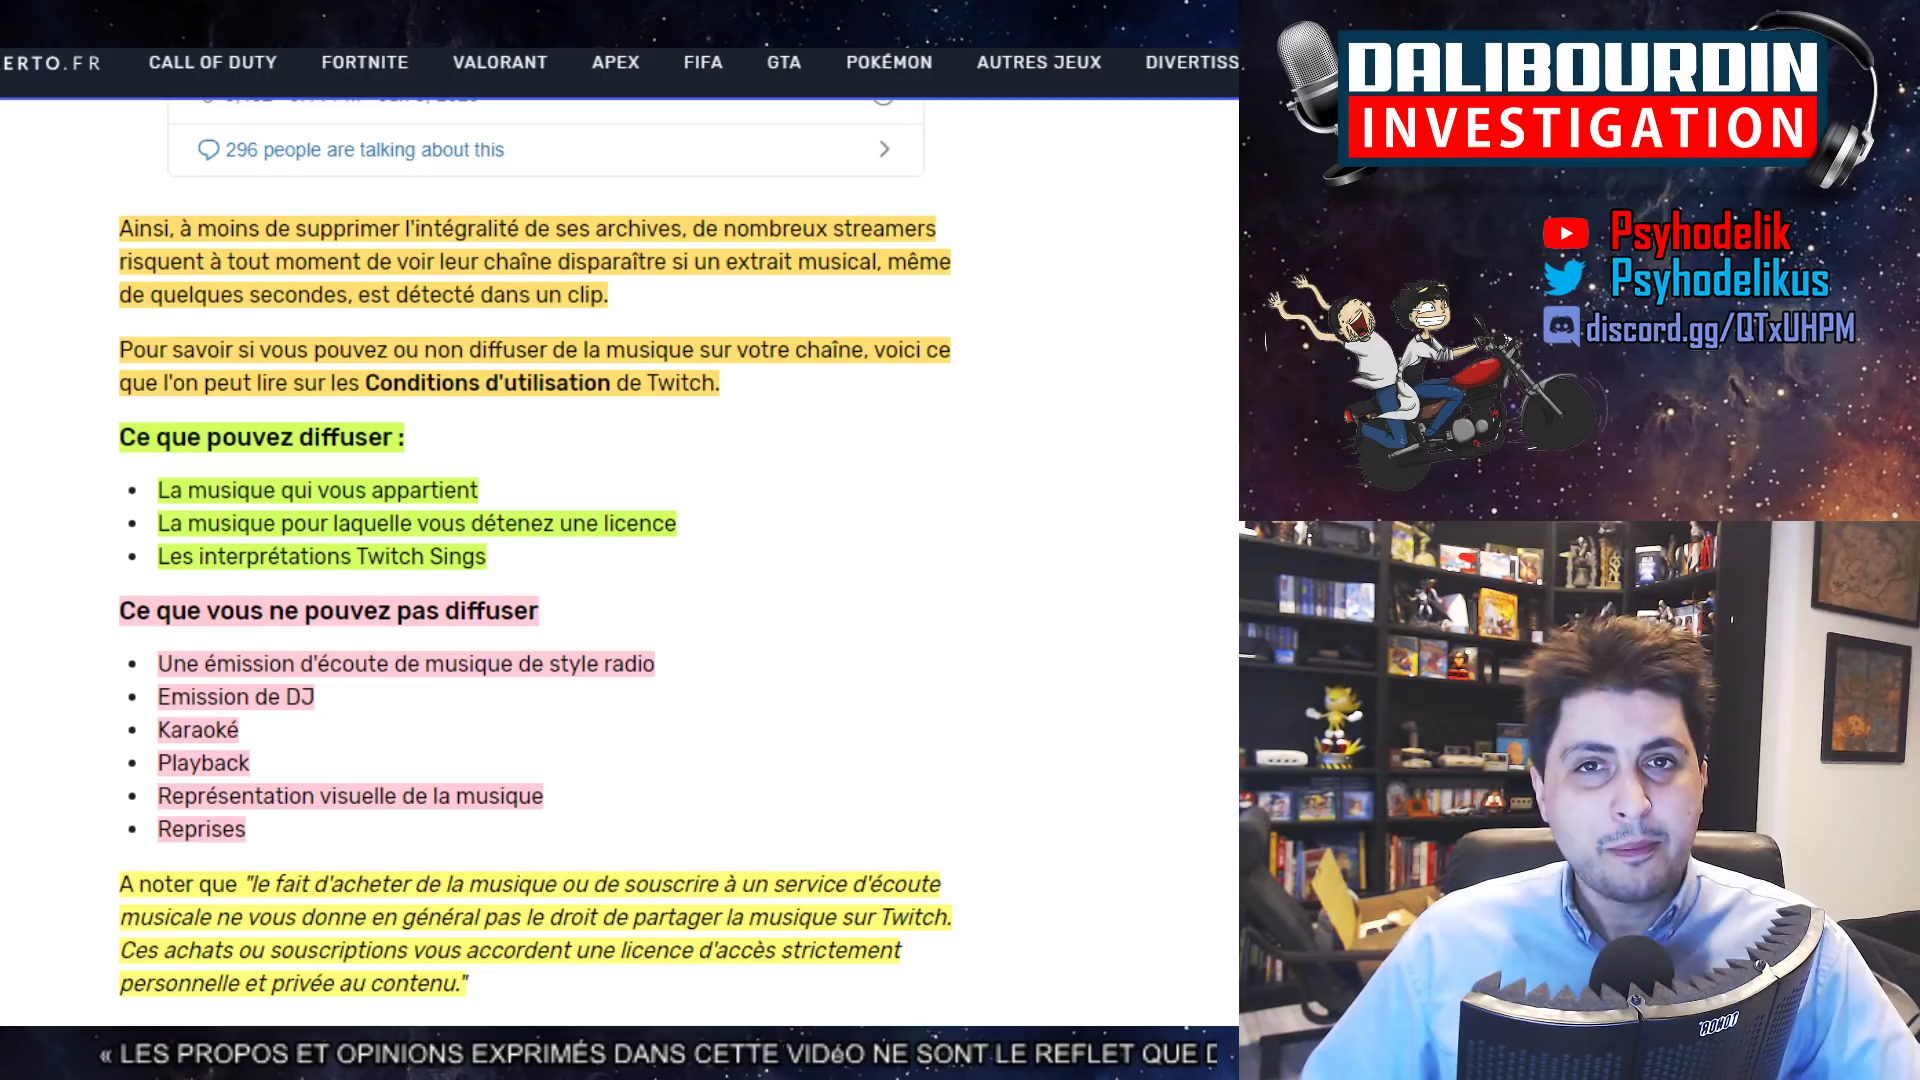 ERTO.FR CALL OF DUTY FORTNITE VALORANT APEX FIFA GTA POKÉMON AUTRES JEUX DIVERTISS
296 people are talking about this
Ainsi, à moins de supprimer l'intégralité de ses archives, de nombreux streamers
risquent à tout moment de voir leur chaîne disparaître si un extrait musical, même
de quelques secondes, est détecté dans un clip.
Pour savoir si vous pouvez ou non diffuser de la musique sur votre chaîne, voici ce
que l'on peut lire sur les Conditions d'utilisation de Twitch.
Ce que pouvez diffuser :
La musique qui vous appartient
La musique pour laquelle vous détenez une licence
Les interprétations Twitch Sings
Ce que vous ne pouvez pas diffuser
Une émission d'écoute de musique de style radio
Emission de DJ
Karaoké
Playback
Représentation visuelle de la musique
Reprises
A noter que "le fait d'acheter de la musique ou de souscrire à un service d'écoute
musicale ne vous donne en général pas le droit de partager la musique sur Twitch.
Ces achats ou souscriptions vous accordent une licence d'accès strictement
personnelle et privée au contenu."
« LES PROPOS ET OPINIONS EXPRIMÉS DANS CETTE VIDéO NE SONT LE REFLET QUE D
DALIBOURDIN
INVESTIGATION
Psyhodelik
Psyhodelikus
discord.gg/QTxUHPM